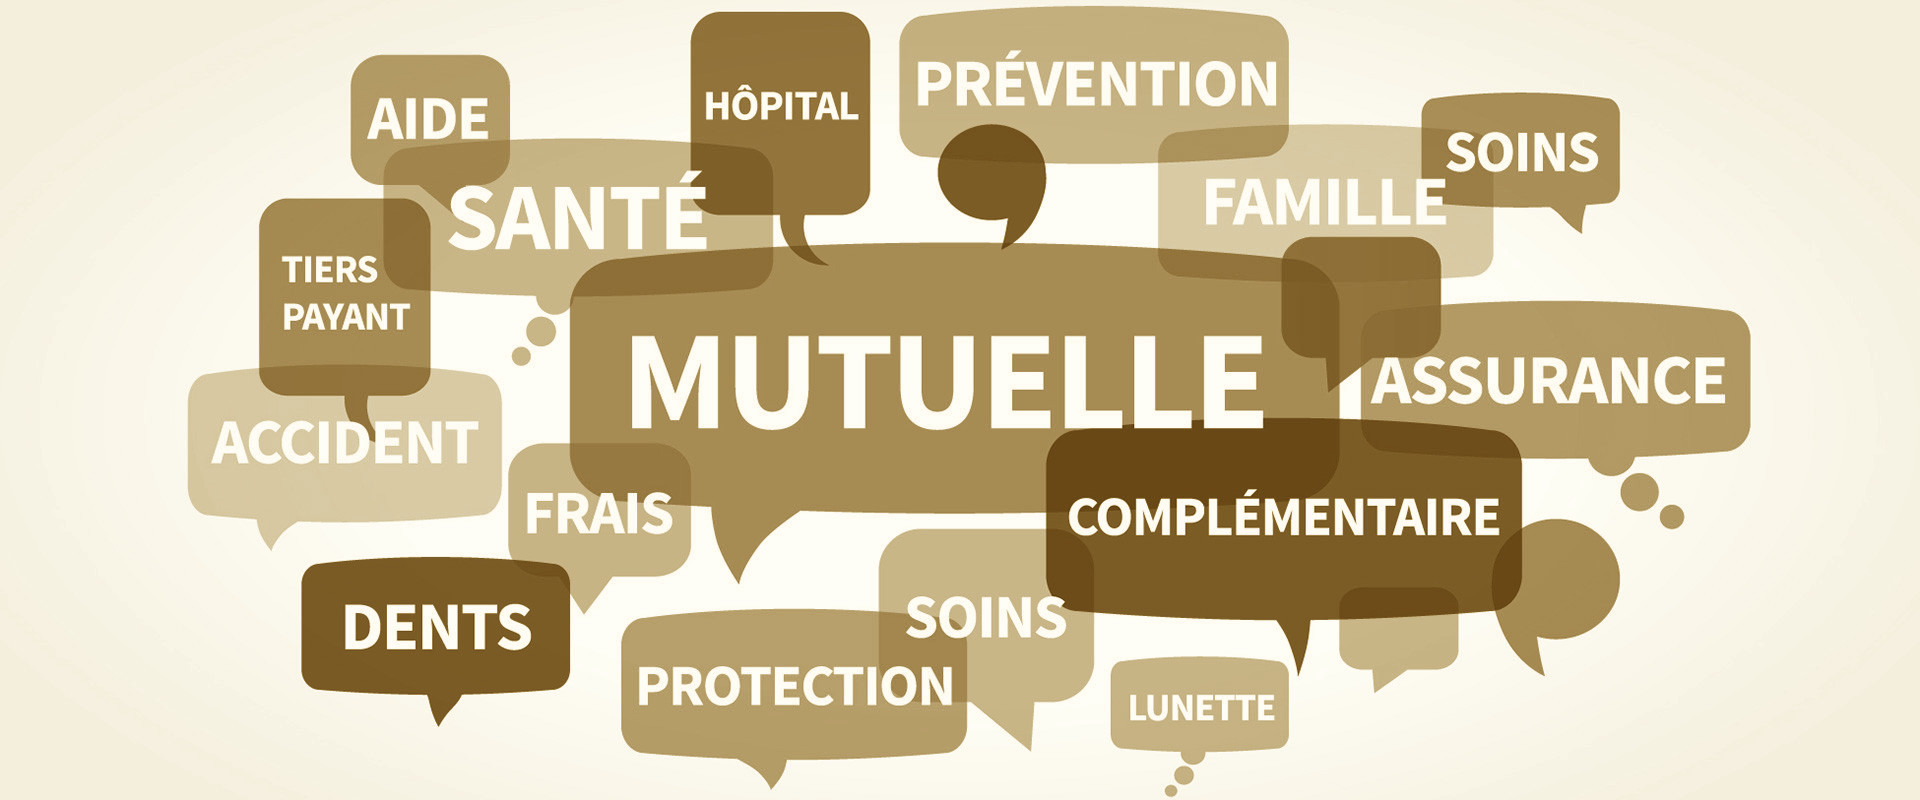 PRÉVENTION
HÔPITAL
AIDE
SOINS
SANTÉ
FAMILLE
TIERS
PAYANT
MUTUELLE
ASSURANCE
ACCIDENT
FRAIS
COMPLÉMENTAIRE
DENTS
SOINS
PROTECTION
LUNETTE